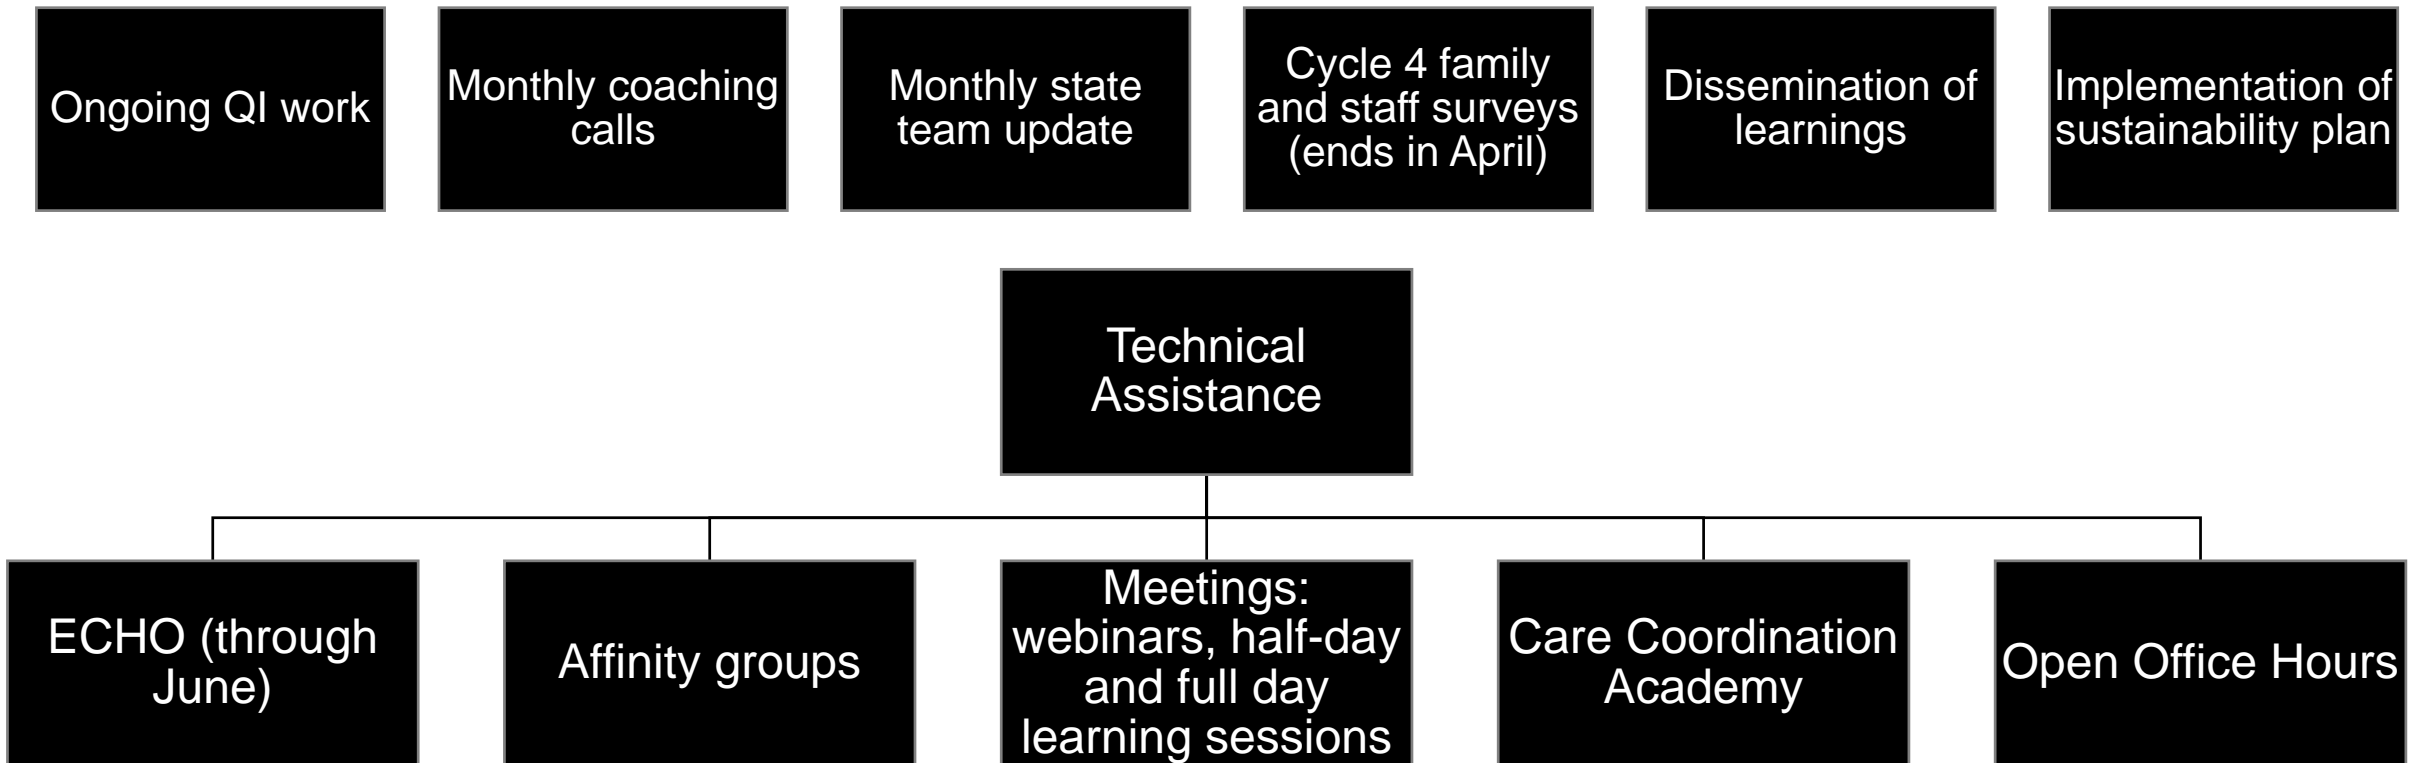 Ongoing QI work
Monthly coaching
calls
Monthly state
team update
Cycle 4 family
and staff surveys
(ends in April)
Dissemination of
learnings
Implementation of
sustainability plan
Technical
Assistance
ECHO (through
June)
Affinity groups
Meetings:
webinars, half-day
and full day
learning sessions
Care Coordination
Academy
Open Office Hours